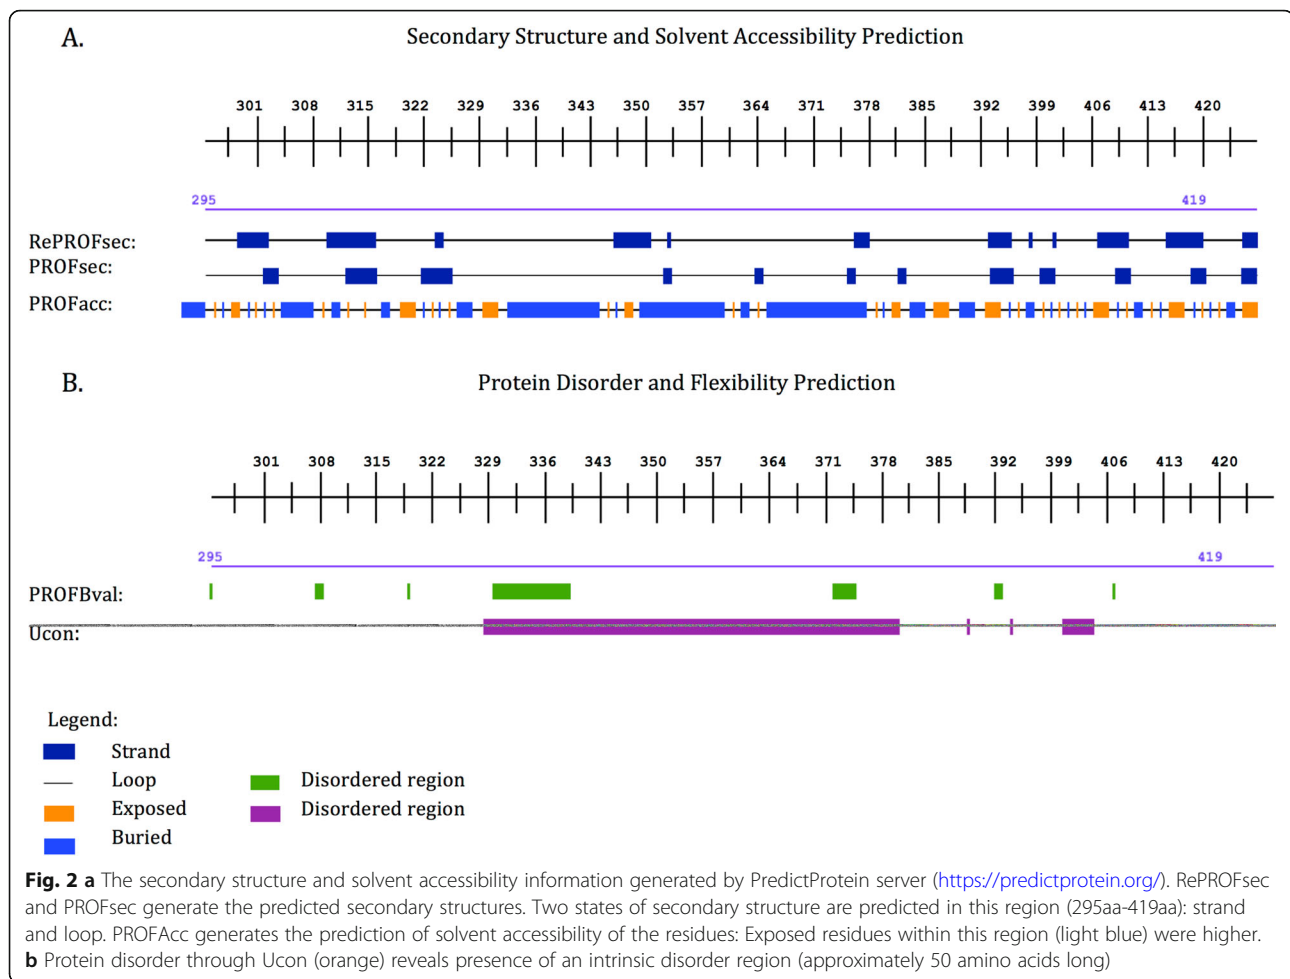 A.
Secondary Structure and Solvent Accessibility Prediction
301 308 315 322 329 336 343 350 357 364 371 378 385 392 399 406 413 420
295 419
RePROFsec:
PROFsec:
PROFacc:
B.
Protein Disorder and Flexibility Prediction
301 308 315 322 329 336 343 350 357 364 371 378 385 392 399 406 413 420
295 419
PROFBval:
Ucon:
Legend:
Strand
Loop
Disordered region
Exposed
Disordered region
Buried
Fig. 2 a The secondary structure and solvent accessibility information generated by PredictProtein server (https://predictprotein.org/). RePROFsec
and PROFsec generate the predicted secondary structures. Two states of secondary structure are predicted in this region (295aa-419aa): strand
and loop. PROFAcc generates the prediction of solvent accessibility of the residues: Exposed residues within this region (light blue) were higher.
b Protein disorder through Ucon (orange) reveals presence of an intrinsic disorder region (approximately 50 amino acids long)